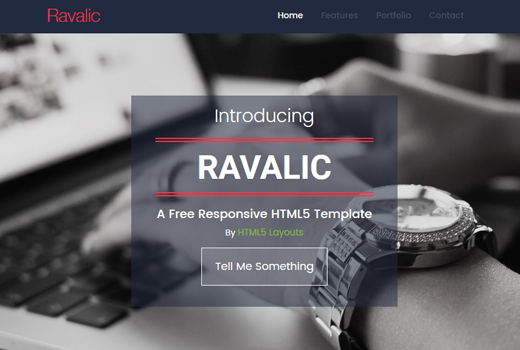 Ravalic
Home Features Portfolio Contact
Introducing
RAVALIC
A Free Responsive HTML5 Template
By HTML5 Layouts
Tell Me Something